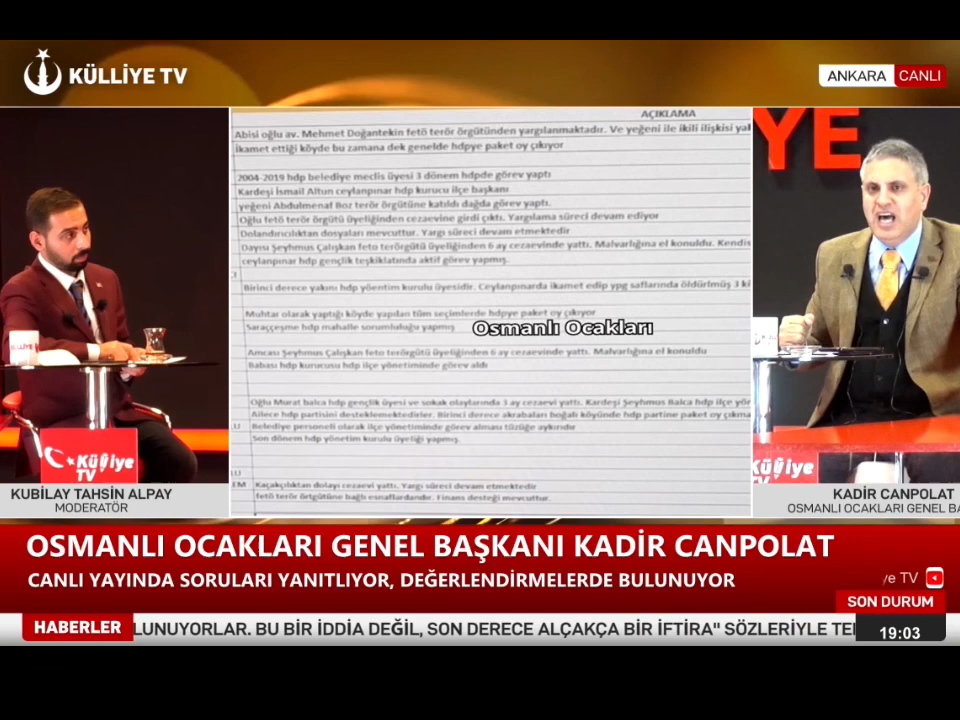 KÜLLİYE TV
ANKARA CANLI
YE
AÇIKLAMA
Abisi oğlu av. Mehmet Doğantekin fetö terör örgütünden yargılanmaktadır. Ve yeğeni ile ikili ilişkisi
ikamet ettiği köyde bu zamana dek genelde hdpye paket oy çıkıyor
2004-2019 hdp belediye meclis üyesi 3 dönem hdpde görev yaptı
Kardeşi İsmail Altun ceylanpınar hdp kurucu ilçe başkanı
yeğeni Abdulmenat Boz terör örgütüne katıldı dağda görev yaptı.
Oğlu fetö terör örgütü üyeliğinden cezaevine girdi çıktı. Yargılama süreci devam ediyor
Dolandırıcılıktan dosyaları mevcuttur. Yargı süreci devam etmektedir
Dayısı Şeyhmus Çalışkan feto terörgütü üyeliğinden 6 ay cezaevinde yattı. Malvarlığına el konuldu. Kendis
ceylanpınar hdp gençlik teşkiklatında aktif görev yapmış.
Birinci derece yakını hdp yöentim kurulu üyesidir. Ceylanpınarda ikamet edip ypg saflarında öldürlmüş 3 ki
Muhtar olarak yaptığı köyde yapılan tüm seçimlerde hdpye paket oy çıkıyor
Saraççeşme hdp mahalle sorumluluğu yapmış
Osmanlı Ocakları
Amcası Şeyhmus Çalışkan feto terörgütü üyeliğinden 6 ay cezaevinde yattı. Malvarlığına el konuldu
Babası hdp kurucusu hdp ilçe yönetiminde görev aldı
Oğlu Murat balca hdp gençlik üyesi ve sokak olaylarında 3 ay cezaevi yattı. Kardeşi Şeyhmus Balca hdp ilçe yör
Ailece hdp partisini desteklemektedirler. Birinci derece akrabaları boğalı köyünde hdp partine paket oy çıkma
Belediye personeli olarak ilçe yönetiminde görev alması tüzüğe aykırıdır
Son dönem hdp yönetim kurulu üyeliği yapmış.
EM Kaçakçılıktan dolayı cezaevi yattı. Yargı süreci devam etmektedir
fetö terör örtgütüne bağlı esnaflardandır. Finans desteği mevcuttur.
Külliye
TV
KUBİLAY TAHSİN ALPAY
MODERATÖR
KADİR CANPOLAT
OSMANLI OCAKLARI GENEL BA
OSMANLI OCAKLARI GENEL BAŞKANI KADİR CANPOLAT
CANLI YAYINDA SORULARI YANITLIYOR, DEĞERLENDİRMELERDE BULUNUYOR
ye TV
SON DURUM
HABERLER LUNUYORLAR. BU BİR İDDİA DEĞİL, SON DERECE ALÇAKÇA BİR İFTİRA" SÖZLERİYLE TE
19:03